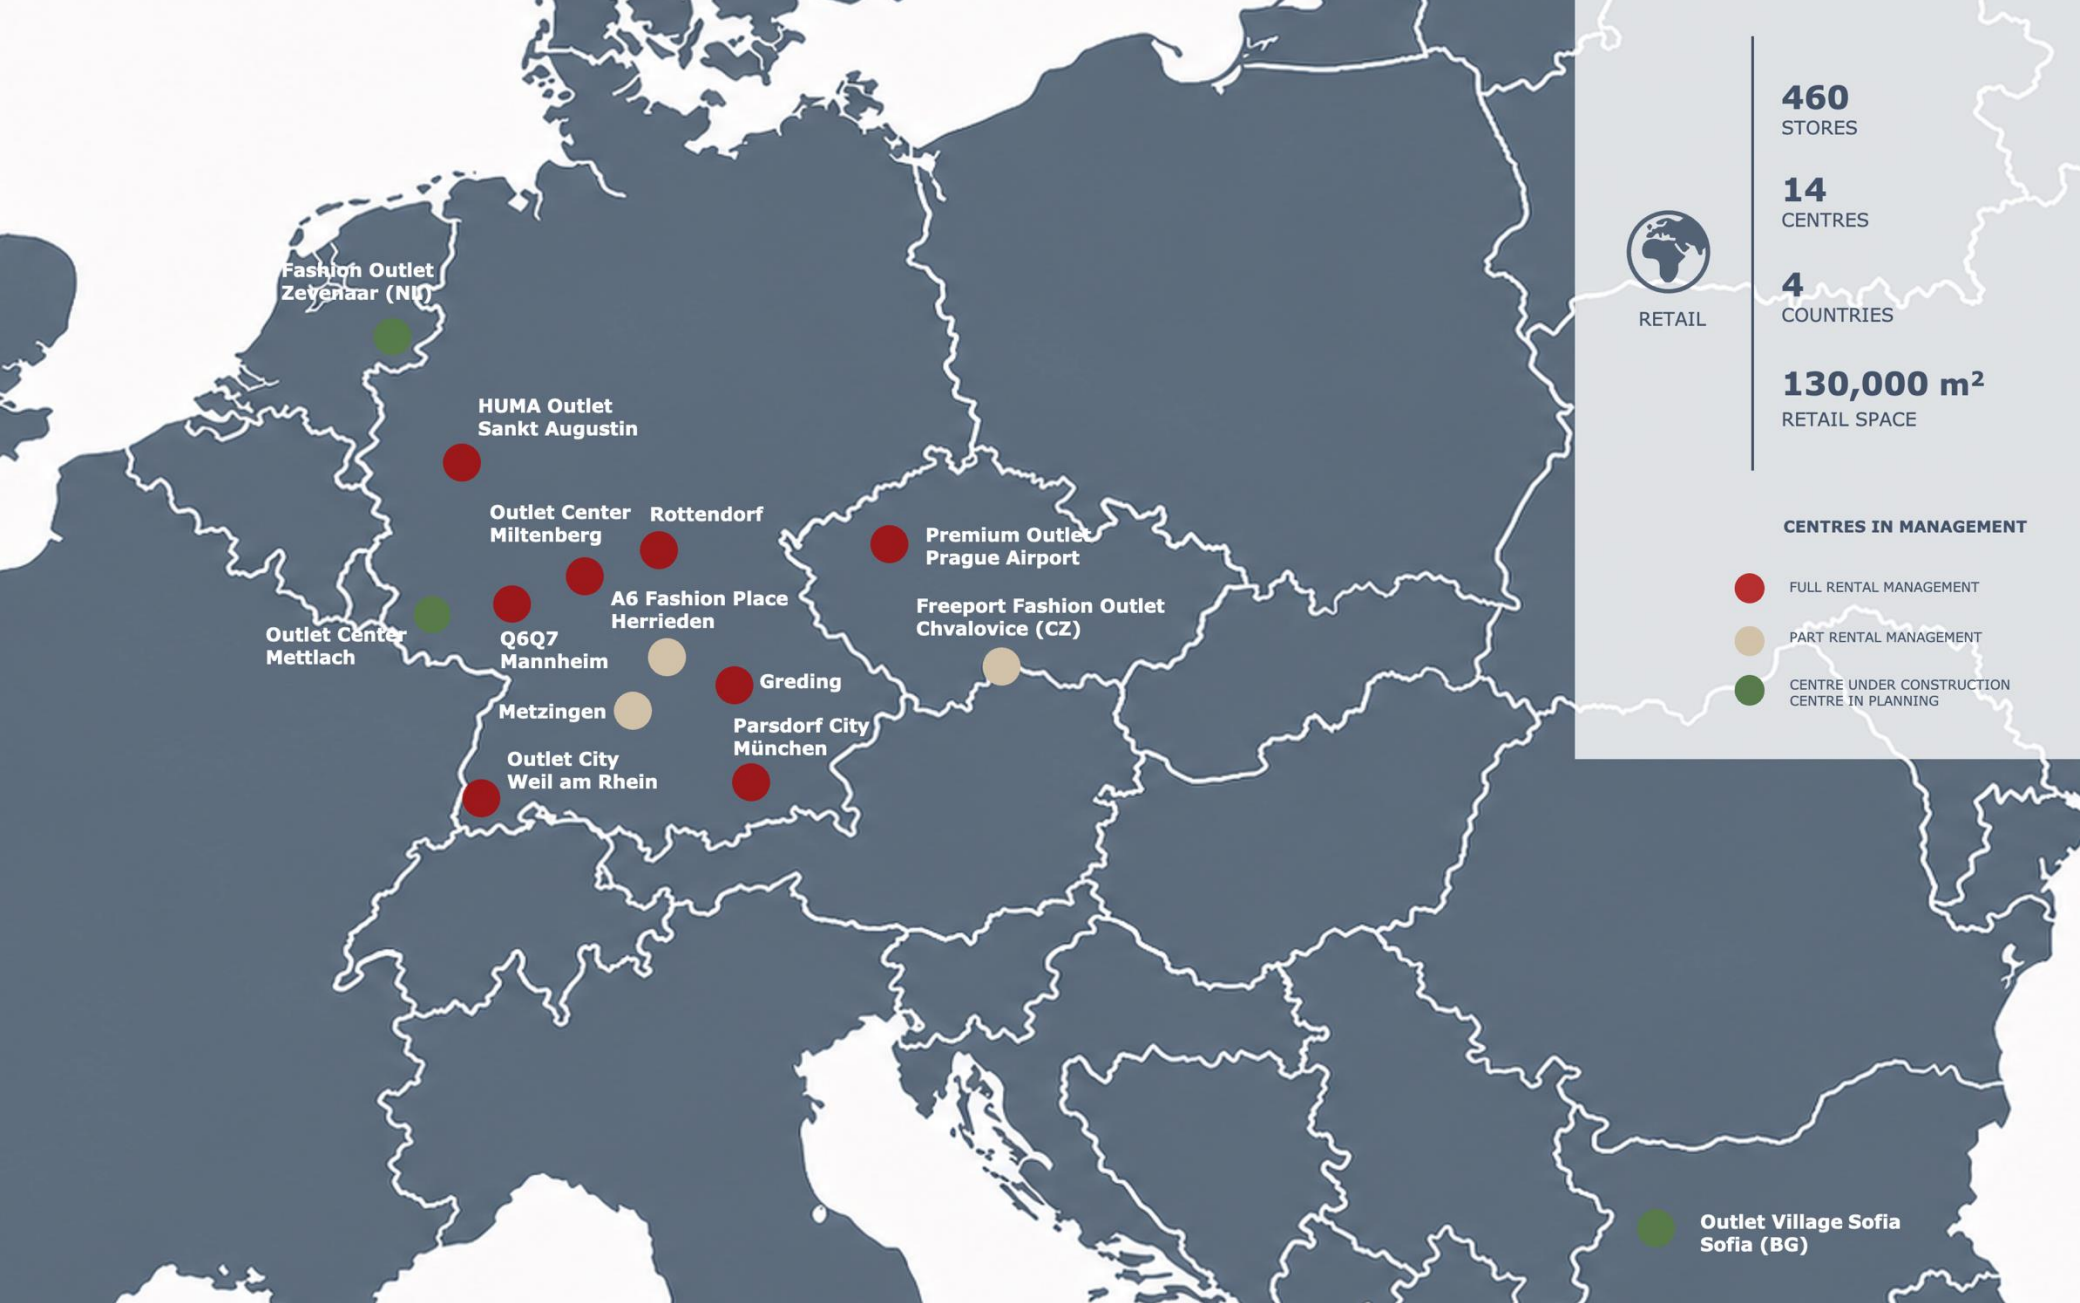 460
STORES
14
CENTRES
4
COUNTRIES
130,000 m²
RETAIL SPACE
RETAIL
CENTRES IN MANAGEMENT
FULL RENTAL MANAGEMENT
PART RENTAL MANAGEMENT
CENTRE UNDER CONSTRUCTION
CENTRE IN PLANNING
Fashion Outlet
Zevenaar (NL)
HUMA Outlet
Sankt Augustin
Outlet Center
Miltenberg
Rottendorf
Premium Outlet
Prague Airport
A6 Fashion Place
Herrieden
Freeport Fashion Outlet
Chvalovice (CZ)
Outlet Center
Mettlach
Q6Q7
Mannheim
Greding
Metzingen
Parsdorf City
München
Outlet City
Weil am Rhein
Outlet Village Sofia
Sofia (BG)